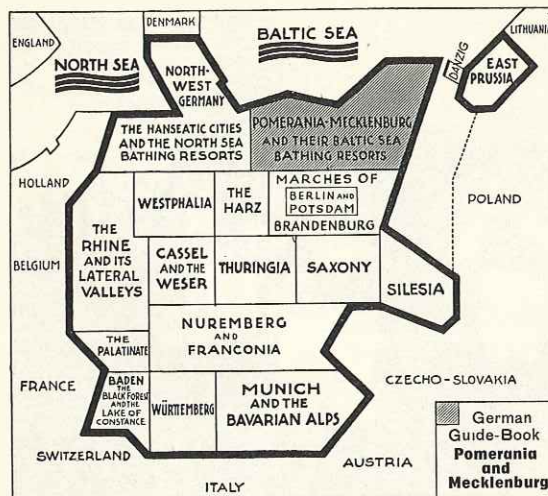 DENMARK
ENGLAND
NORTH SEA
BALTIC SEA
LITHUANIA
DANZIG
EAST
PRUSSIA
NORTH-
WEST
GERMANY
THE HANSEATIC CITIES
AND THE NORTH SEA
BATHING RESORTS
POMERANIA-MECKLENBURG
AND THEIR BALTIC SEA
BATHING RESORTS
HOLLAND
WESTPHALIA
THE
HARZ
MARCHES OF
BERLIN AND
POTSDAM
BRANDENBURG
POLAND
BELGIUM
THE
RHINE
AND ITS
LATERAL
VALLEYS
CASSEL
AND THE
WESER
THURINGIA
SAXONY
SILESIA
THE
PALATINATE
NUREMBERG
AND
FRANCONIA
FRANCE
BADEN
THE
BLACK FOREST
AND THE
LAKE OF
CONSTANCE
WÜRTTEMBERG
MUNICH
AND THE
BAVARIAN ALPS
CZECHO-SLOVAKIA
SWITZERLAND
ITALY
AUSTRIA
German
Guide-Book
Pomerania
and
Mecklenburg